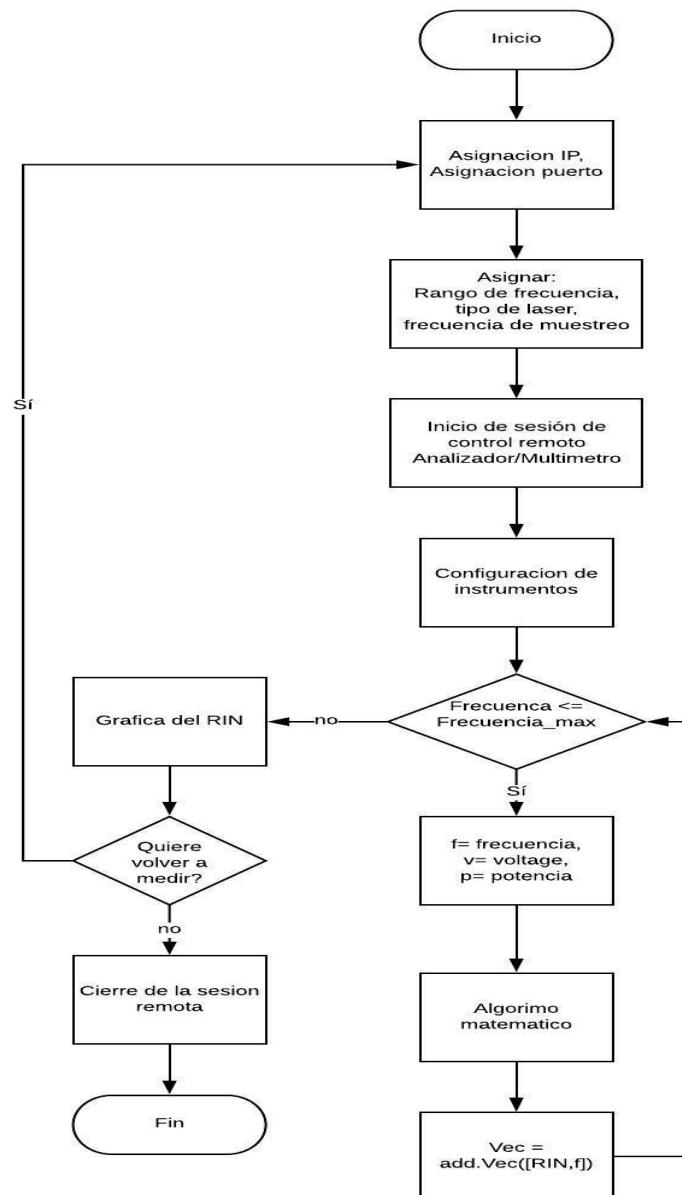 Inicio
Asignacion IP,
Asignacion puerto
Asignar:
Rango de frecuencia,
tipo de laser,
frecuencia de muestreo
Sí
Inicio de sesión de
control remoto
Analizador/Multimetro
Configuracion de
instrumentos
Grafica del RIN
no
Frecuenca <=
Frecuencia_max
Sí
Quiere
volver a
medir?
f= frecuencia,
v= voltage,
p= potencia
no
Cierre de la sesion
remota
Algorimo
matematico
Fin
Vec =
add.Vec([RIN,f])